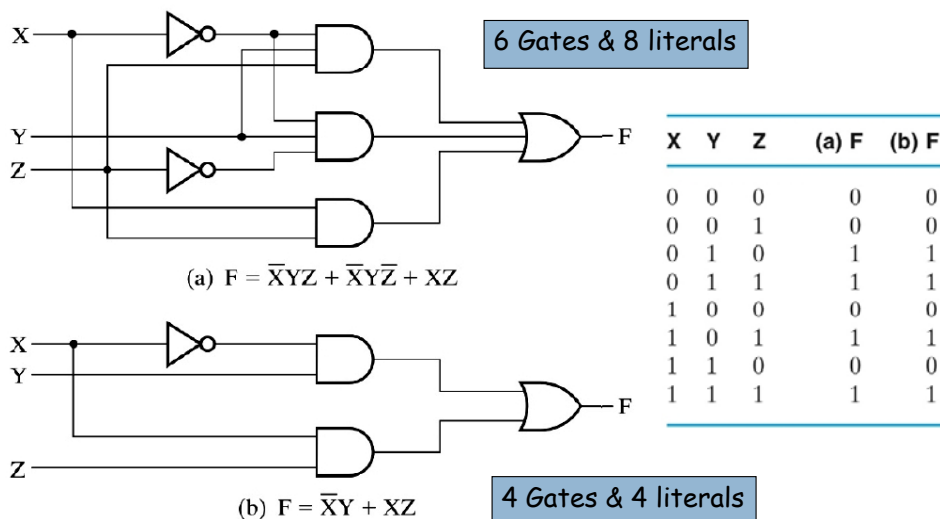 X
6 Gates & 8 literals
Y
Z
F
(a) F = X̅YZ + X̅YZ̅ + XZ
X
Y
Z
F
(b) F = X̅Y + XZ
4 Gates & 4 literals
X Y Z (a) F (b) F
0 0 0 0 0
0 0 1 0 0
0 1 0 1 1
0 1 1 1 1
1 0 0 0 0
1 0 1 1 1
1 1 0 0 0
1 1 1 1 1